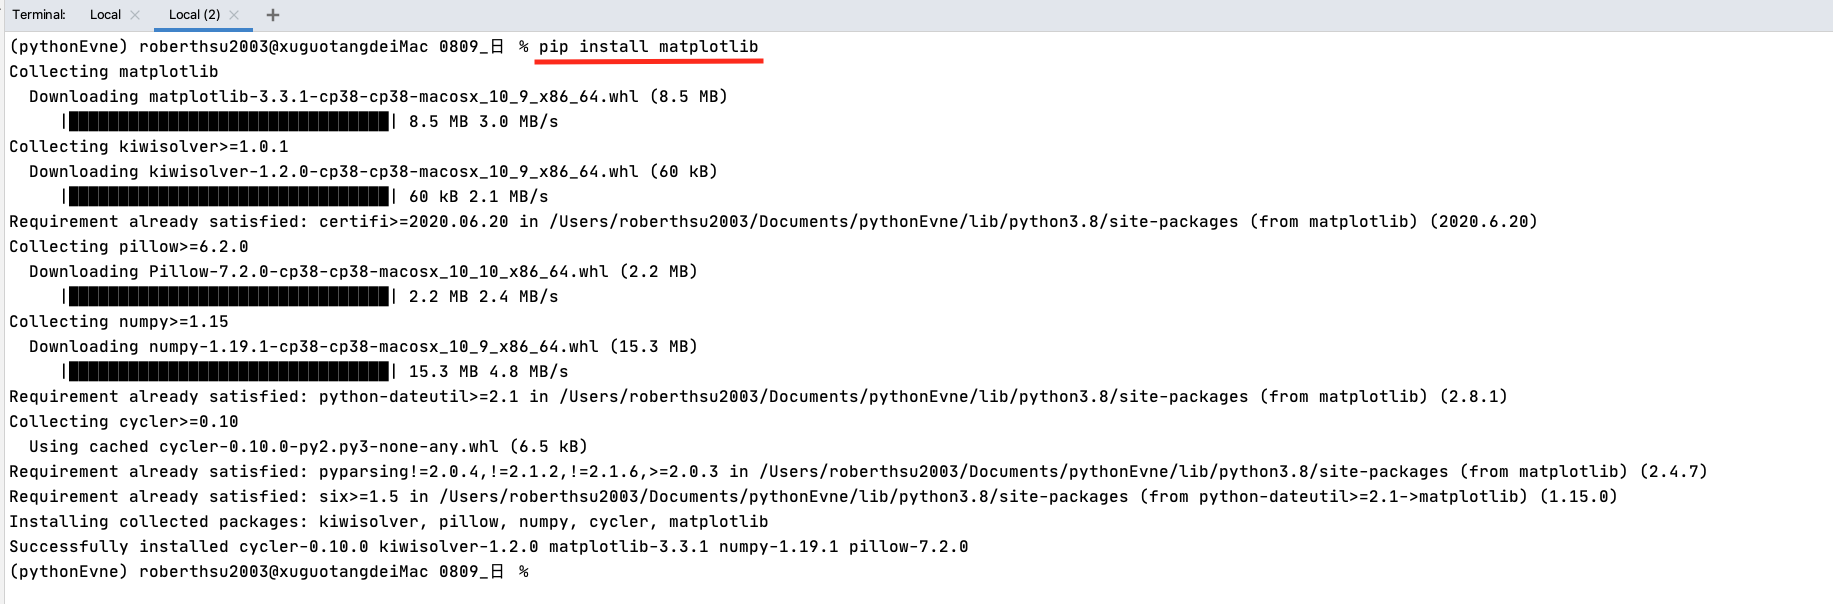 Terminal: Local × Local (2) × +
(pythonEvne) roberthsu2003@xuguotangdeiMac 0809_日 % pip install matplotlib
Collecting matplotlib
  Downloading matplotlib-3.3.1-cp38-cp38-macosx_10_9_x86_64.whl (8.5 MB)
     |████████████████████████████████| 8.5 MB 3.0 MB/s
Collecting kiwisolver>=1.0.1
  Downloading kiwisolver-1.2.0-cp38-cp38-macosx_10_9_x86_64.whl (60 kB)
     |████████████████████████████████| 60 kB 2.1 MB/s
Requirement already satisfied: certifi>=2020.06.20 in /Users/roberthsu2003/Documents/pythonEvne/lib/python3.8/site-packages (from matplotlib) (2020.6.20)
Collecting pillow>=6.2.0
  Downloading Pillow-7.2.0-cp38-cp38-macosx_10_10_x86_64.whl (2.2 MB)
     |████████████████████████████████| 2.2 MB 2.4 MB/s
Collecting numpy>=1.15
  Downloading numpy-1.19.1-cp38-cp38-macosx_10_9_x86_64.whl (15.3 MB)
     |████████████████████████████████| 15.3 MB 4.8 MB/s
Requirement already satisfied: python-dateutil>=2.1 in /Users/roberthsu2003/Documents/pythonEvne/lib/python3.8/site-packages (from matplotlib) (2.8.1)
Collecting cycler>=0.10
  Using cached cycler-0.10.0-py2.py3-none-any.whl (6.5 kB)
Requirement already satisfied: pyparsing!=2.0.4,!=2.1.2,!=2.1.6,>=2.0.3 in /Users/roberthsu2003/Documents/pythonEvne/lib/python3.8/site-packages (from matplotlib) (2.4.7)
Requirement already satisfied: six>=1.5 in /Users/roberthsu2003/Documents/pythonEvne/lib/python3.8/site-packages (from python-dateutil>=2.1->matplotlib) (1.15.0)
Installing collected packages: kiwisolver, pillow, numpy, cycler, matplotlib
Successfully installed cycler-0.10.0 kiwisolver-1.2.0 matplotlib-3.3.1 numpy-1.19.1 pillow-7.2.0
(pythonEvne) roberthsu2003@xuguotangdeiMac 0809_日 %